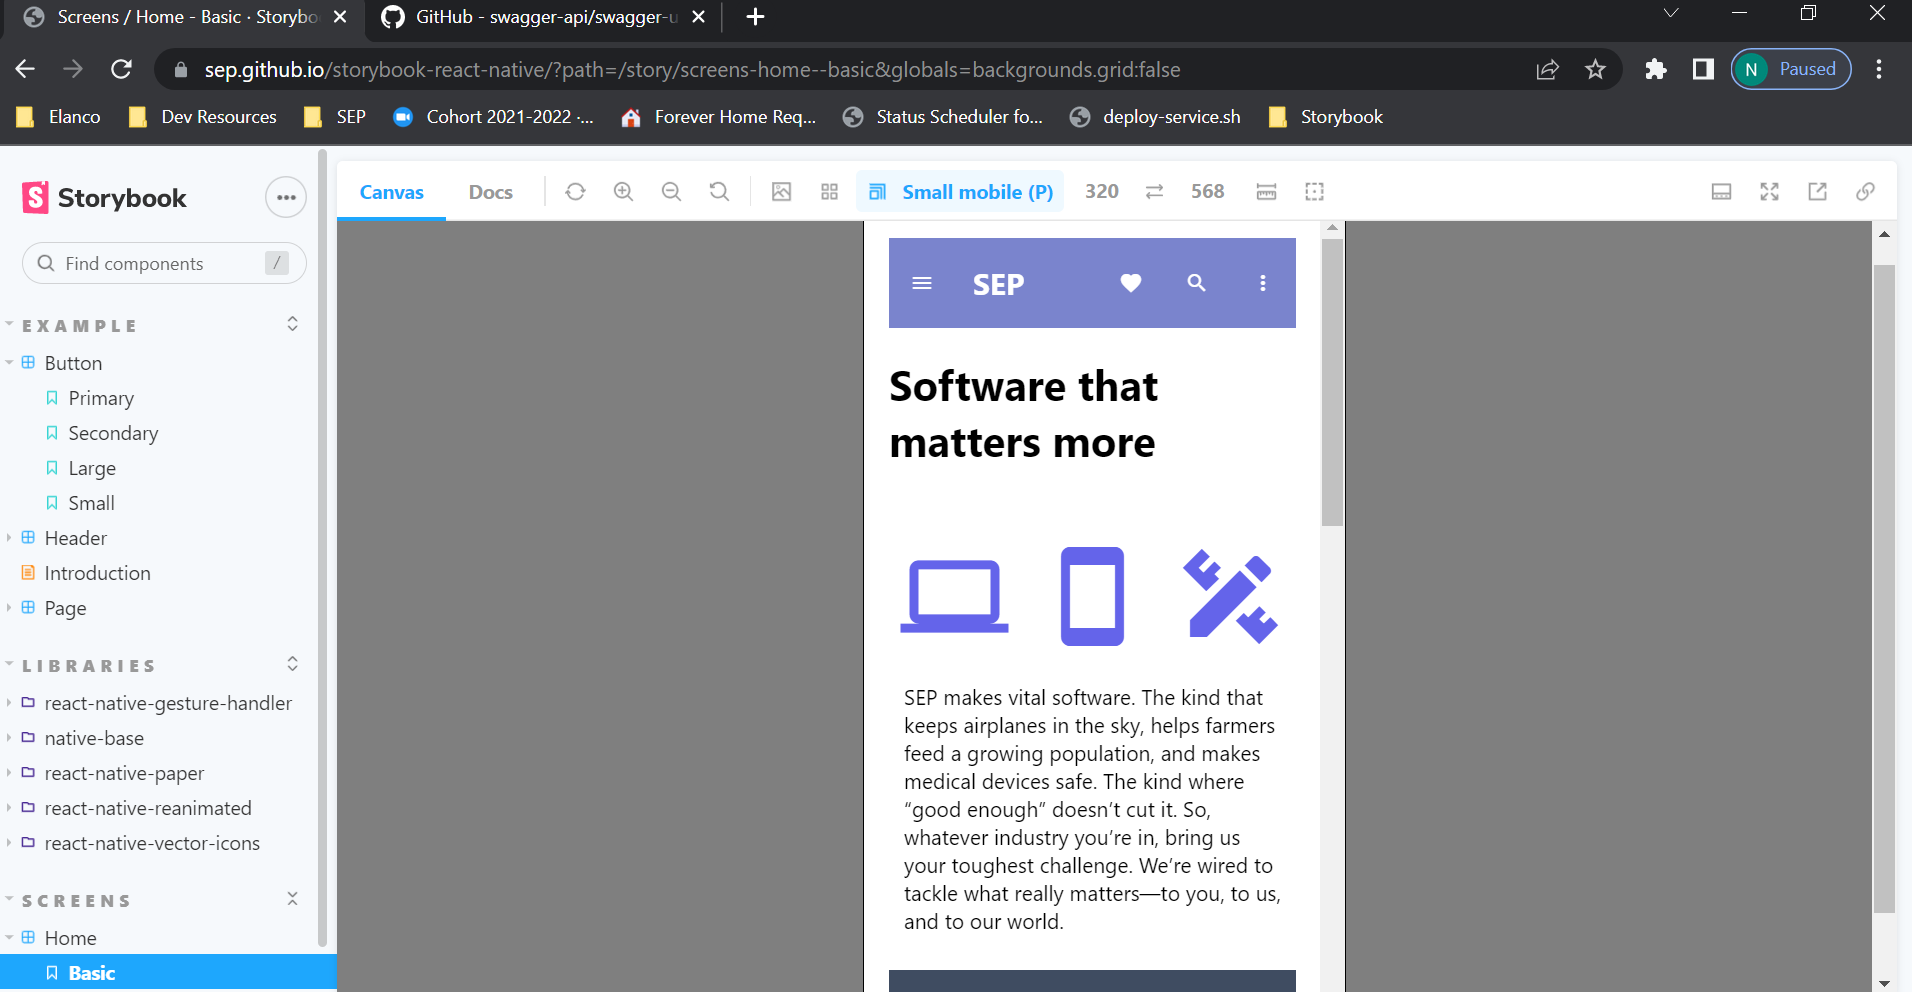 Screens / Home - Basic · Storybo
GitHub - swagger-api/swagger-u
sep.github.io/storybook-react-native/?path=/story/screens-home--basic&globals=backgrounds.grid:false
N Paused
Elanco Dev Resources SEP Cohort 2021-2022 -... Forever Home Req... Status Scheduler fo... deploy-service.sh Storybook
S Storybook
Find components /
EXAMPLE
Button
Primary
Secondary
Large
Small
Header
Introduction
Page
LIBRARIES
react-native-gesture-handler
native-base
react-native-paper
react-native-reanimated
react-native-vector-icons
SCREENS
Home
Basic
Canvas Docs Small mobile (P) 320 568
SEP
Software that
matters more
SEP makes vital software. The kind that
keeps airplanes in the sky, helps farmers
feed a growing population, and makes
medical devices safe. The kind where
“good enough” doesn’t cut it. So,
whatever industry you’re in, bring us
your toughest challenge. We’re wired to
tackle what really matters—to you, to us,
and to our world.